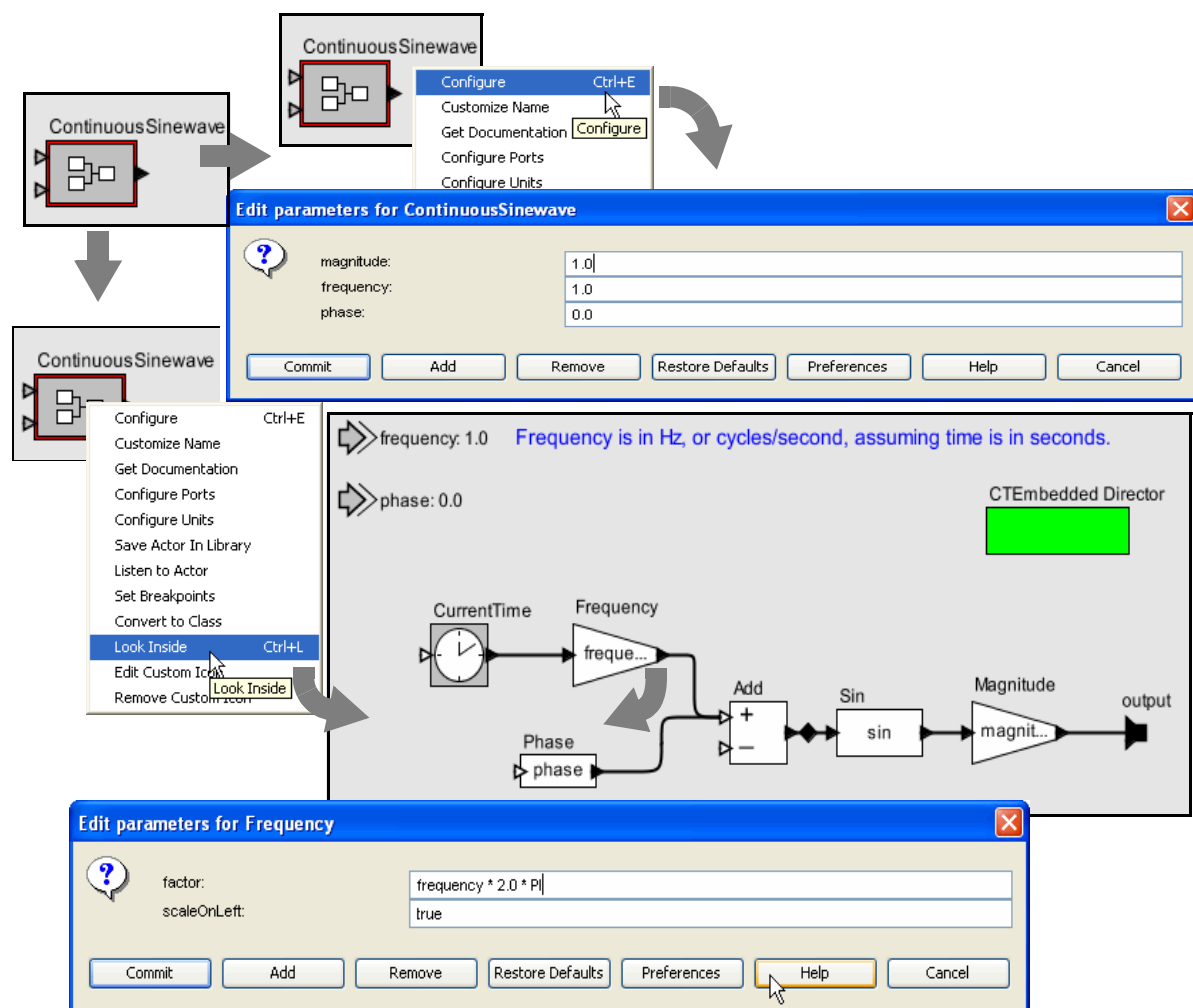 ContinuousSinewave
Configure Ctrl+E
Customize Name
Get Documentation
Configure
Configure Ports
Configure Units
ContinuousSinewave
Edit parameters for ContinuousSinewave
?
magnitude: 1.0
frequency: 1.0
phase: 0.0
Commit Add Remove Restore Defaults Preferences Help Cancel
ContinuousSinewave
Configure Ctrl+E
Customize Name
Get Documentation
Configure Ports
Configure Units
Save Actor In Library
Listen to Actor
Set Breakpoints
Convert to Class
Look Inside Ctrl+L
Edit Custom Icon
Look Inside
Remove Custom Icon
frequency: 1.0 Frequency is in Hz, or cycles/second, assuming time is in seconds.
phase: 0.0
CTEmbedded Director
CurrentTime
Frequency
freque...
Phase
phase
Add
+
−
Sin
sin
Magnitude
magnit...
output
Edit parameters for Frequency
?
factor: frequency * 2.0 * PI
scaleOnLeft: true
Commit Add Remove Restore Defaults Preferences Help Cancel